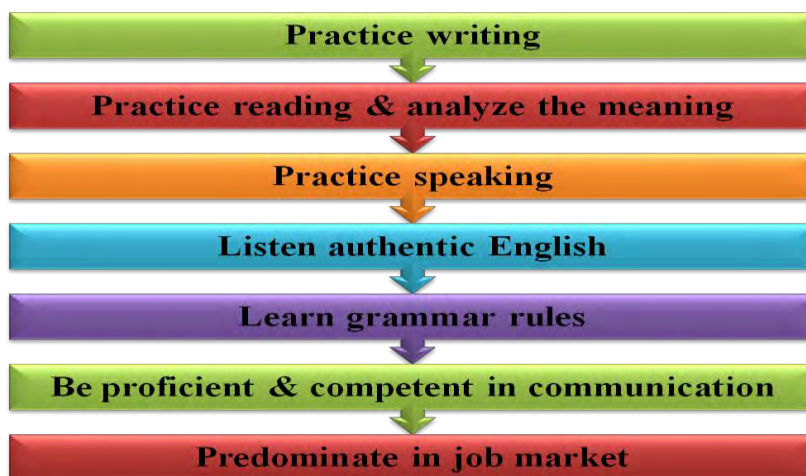 Practice writing
Practice reading & analyze the meaning
Practice speaking
Listen authentic English
Learn grammar rules
Be proficient & competent in communication
Predominate in job market